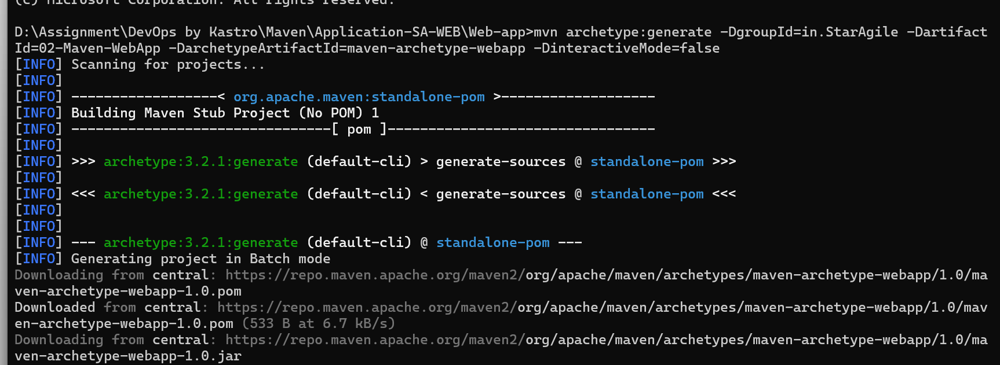 (c) Microsoft Corporation. All rights reserved.
D:\Assignment\DevOps by Kastro\Maven\Application-SA-WEB\Web-app>mvn archetype:generate -DgroupId=in.StarAgile -Dartifact
Id=02-Maven-WebApp -DarchetypeArtifactId=maven-archetype-webapp -DinteractiveMode=false
[INFO] Scanning for projects...
[INFO]
[INFO] ------------------< org.apache.maven:standalone-pom >-------------------
[INFO] Building Maven Stub Project (No POM) 1
[INFO] --------------------------------[ pom ]---------------------------------
[INFO]
[INFO] >>> archetype:3.2.1:generate (default-cli) > generate-sources @ standalone-pom >>>
[INFO]
[INFO] <<< archetype:3.2.1:generate (default-cli) < generate-sources @ standalone-pom <<<
[INFO]
[INFO]
[INFO] --- archetype:3.2.1:generate (default-cli) @ standalone-pom ---
[INFO] Generating project in Batch mode
Downloading from central: https://repo.maven.apache.org/maven2/org/apache/maven/archetypes/maven-archetype-webapp/1.0/ma
ven-archetype-webapp-1.0.pom
Downloaded from central: https://repo.maven.apache.org/maven2/org/apache/maven/archetypes/maven-archetype-webapp/1.0/mav
en-archetype-webapp-1.0.pom (533 B at 6.7 kB/s)
Downloading from central: https://repo.maven.apache.org/maven2/org/apache/maven/archetypes/maven-archetype-webapp/1.0/ma
ven-archetype-webapp-1.0.jar